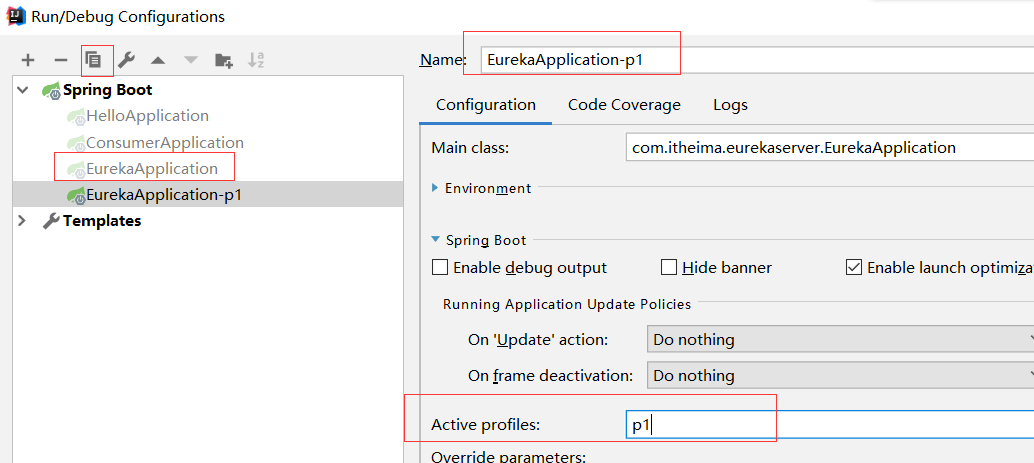 Run/Debug Configurations
Name: EurekaApplication-p1
Spring Boot
HelloApplication
ConsumerApplication
EurekaApplication
EurekaApplication-p1
Templates
Configuration Code Coverage Logs
Main class: com.itheima.eurekaserver.EurekaApplication
Environment
Spring Boot
Enable debug output Hide banner Enable launch optimiza
Running Application Update Policies
On 'Update' action: Do nothing
On frame deactivation: Do nothing
Active profiles: p1
Override parameters: